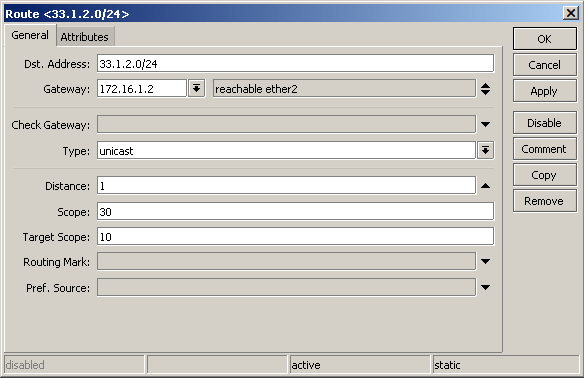 Route <33.1.2.0/24>
General Attributes
Dst. Address: 33.1.2.0/24
Gateway: 172.16.1.2 reachable ether2
Check Gateway:
Type: unicast
Distance: 1
Scope: 30
Target Scope: 10
Routing Mark:
Pref. Source:
OK
Cancel
Apply
Disable
Comment
Copy
Remove
disabled active static